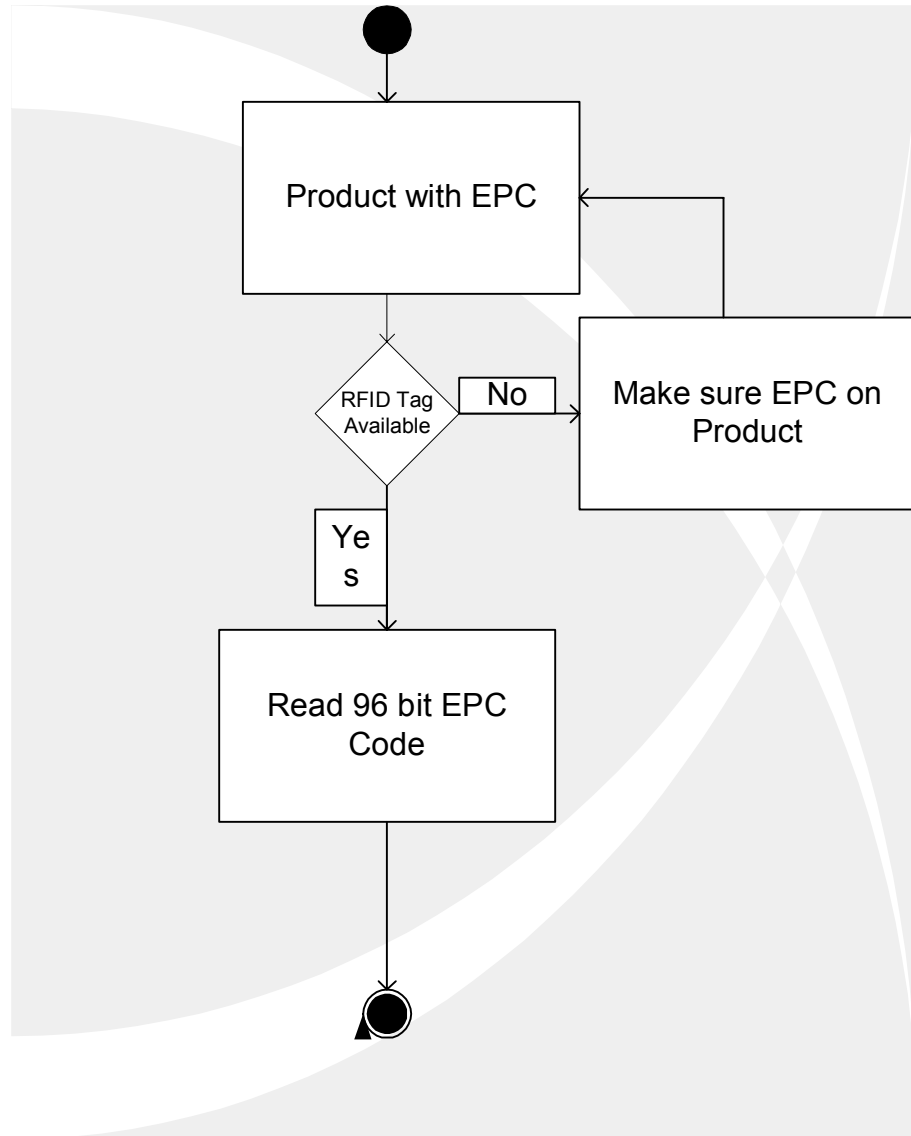 Product with EPC
RFID Tag
Available
No
Make sure EPC on
Product
Ye
s
Read 96 bit EPC
Code